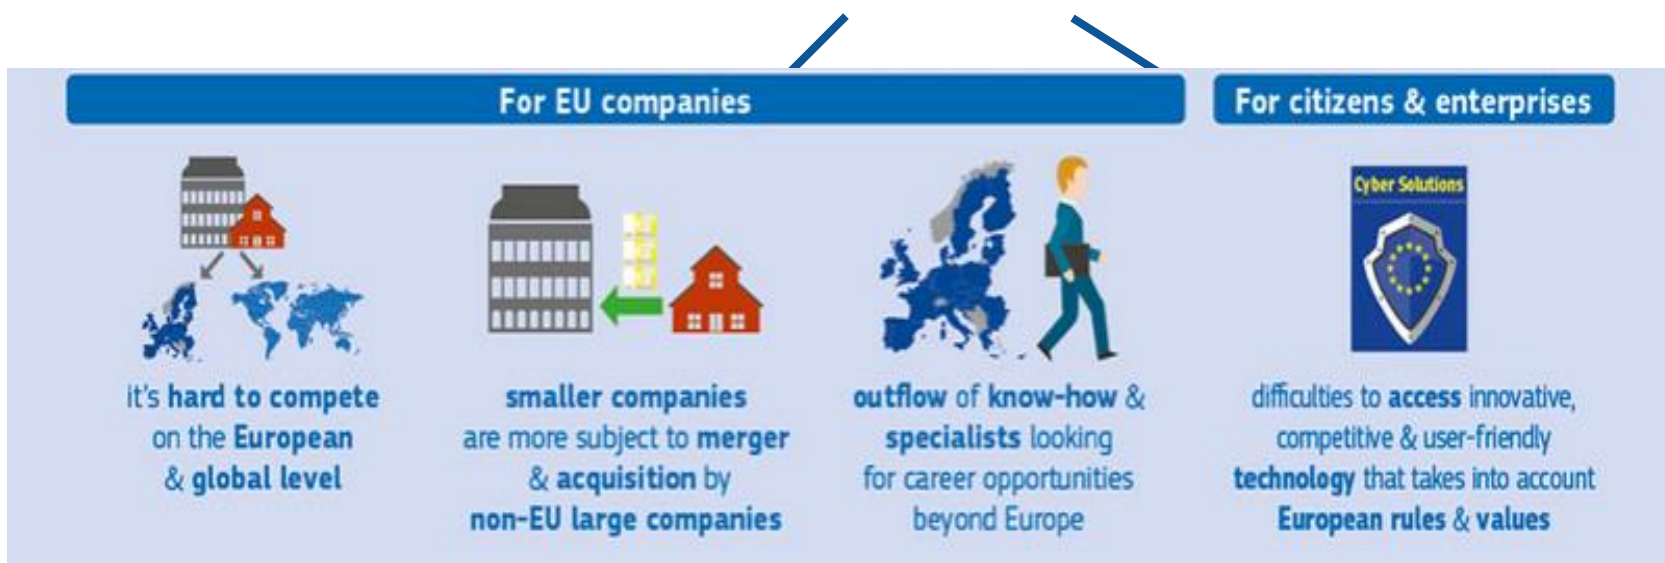 For EU companies
it's hard to compete
on the European
& global level
smaller companies
are more subject to merger
& acquisition by
non-EU large companies
outflow of know-how &
specialists looking
for career opportunities
beyond Europe
For citizens & enterprises
Cyber Solutions
difficulties to access innovative,
competitive & user-friendly
technology that takes into account
European rules & values